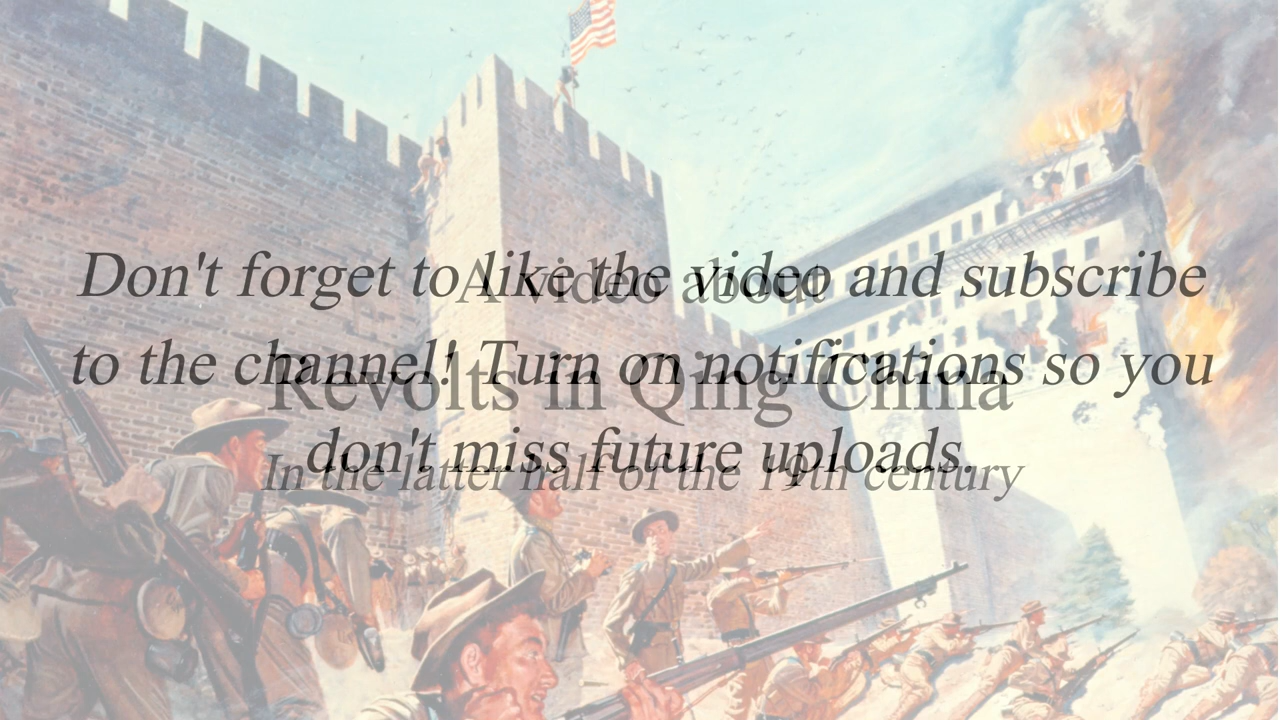 Don't forget to like the video and subscribe
to the channel! Turn on notifications so you
don't miss future uploads.
A video about
Revolts in Qing China
In the latter half of the 19th century